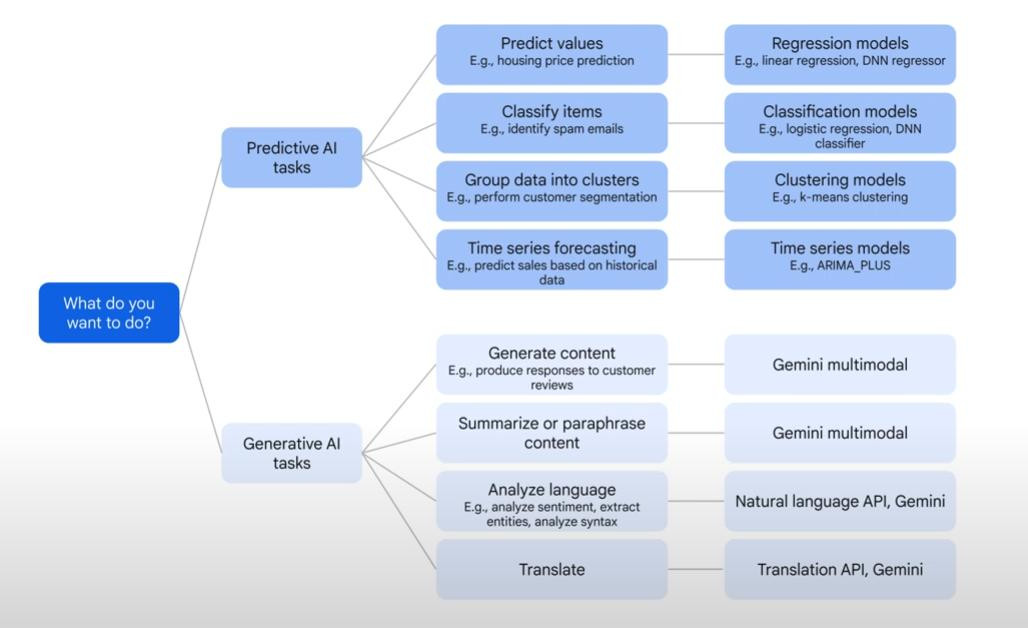 What do you
want to do?
Predictive AI
tasks
Predict values
E.g., housing price prediction
Regression models
E.g., linear regression, DNN regressor
Classify items
E.g., identify spam emails
Classification models
E.g., logistic regression, DNN
classifier
Group data into clusters
E.g., perform customer segmentation
Clustering models
E.g., k-means clustering
Time series forecasting
E.g., predict sales based on historical
data
Time series models
E.g., ARIMA_PLUS
Generative AI
tasks
Generate content
E.g., produce responses to customer
reviews
Gemini multimodal
Summarize or paraphrase
content
Gemini multimodal
Analyze language
E.g., analyze sentiment, extract
entities, analyze syntax
Natural language API, Gemini
Translate
Translation API, Gemini